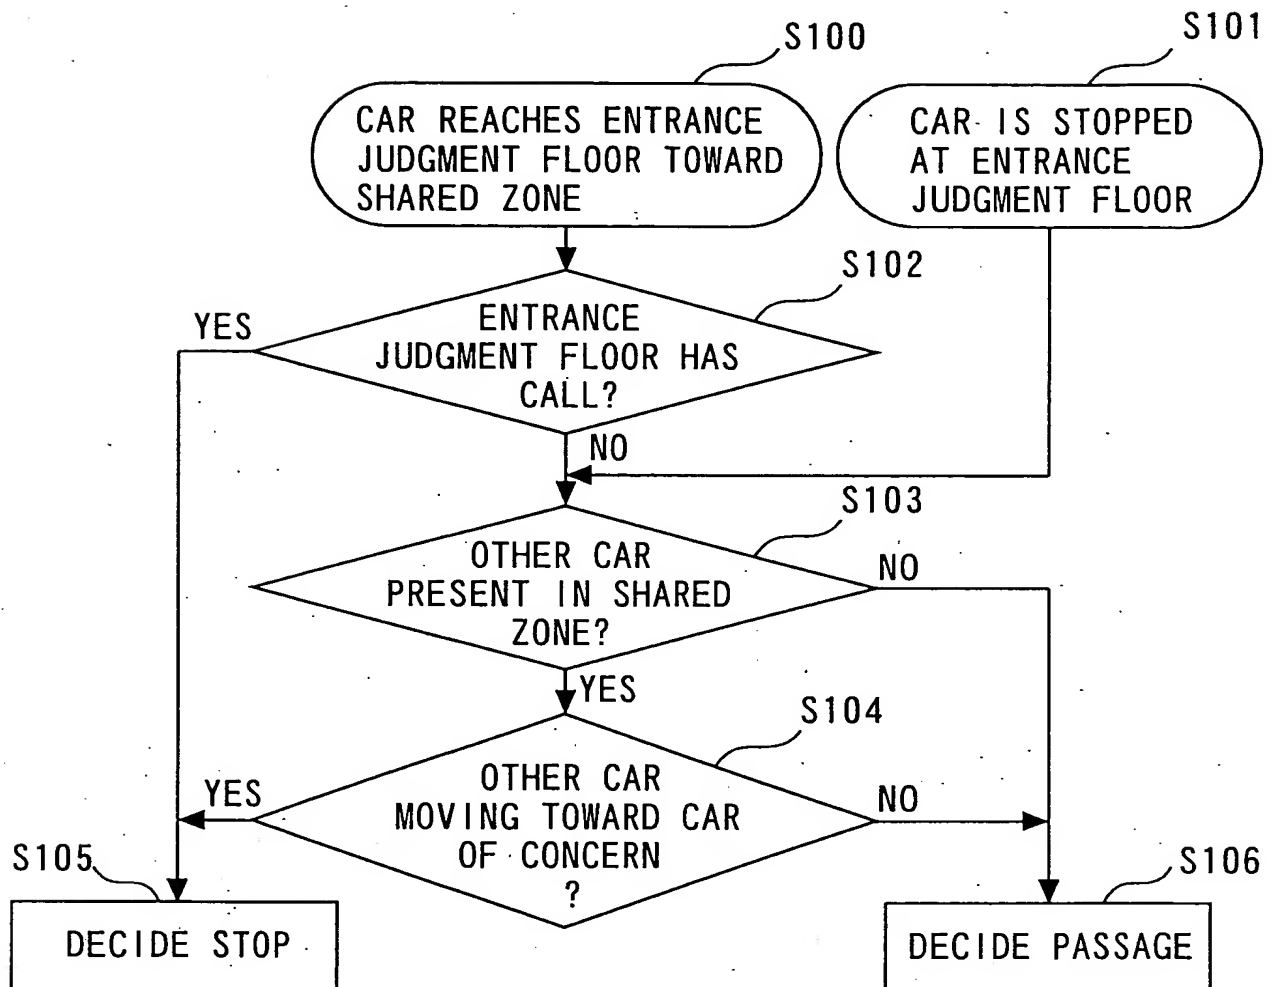 S100
S101
CAR REACHES ENTRANCE
JUDGMENT FLOOR TOWARD
SHARED ZONE
CAR IS STOPPED
AT ENTRANCE
JUDGMENT FLOOR
S102
YES
ENTRANCE
JUDGMENT FLOOR HAS
CALL?
NO
S103
OTHER CAR
PRESENT IN SHARED
ZONE?
NO
YES
S104
YES
OTHER CAR
MOVING TOWARD CAR
OF CONCERN
?
NO
S105
S106
DECIDE STOP
DECIDE PASSAGE